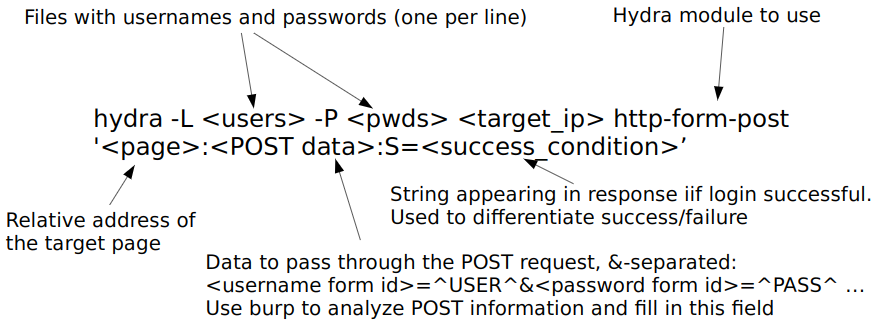 Files with usernames and passwords (one per line)
Hydra module to use
hydra -L <users> -P <pwds> <target_ip> http-form-post
'<page>:<POST data>:S=<success_condition>’
String appearing in response iif login successful.
Used to differentiate success/failure
Relative address of
the target page
Data to pass through the POST request, &-separated:
<username form id>=^USER^&<password form id>=^PASS^ …
Use burp to analyze POST information and fill in this field